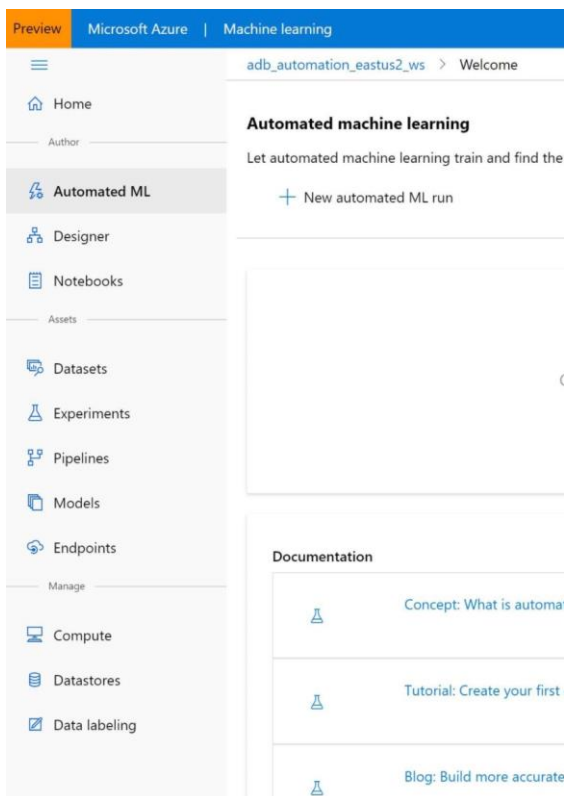 Preview Microsoft Azure | Machine learning
adb_automation_eastus2_ws > Welcome
Home
Author
Automated ML
Designer
Notebooks
Assets
Datasets
Experiments
Pipelines
Models
Endpoints
Manage
Compute
Datastores
Data labeling
Automated machine learning
Let automated machine learning train and find the
+ New automated ML run
Documentation
Concept: What is automat
Tutorial: Create your first
Blog: Build more accurate